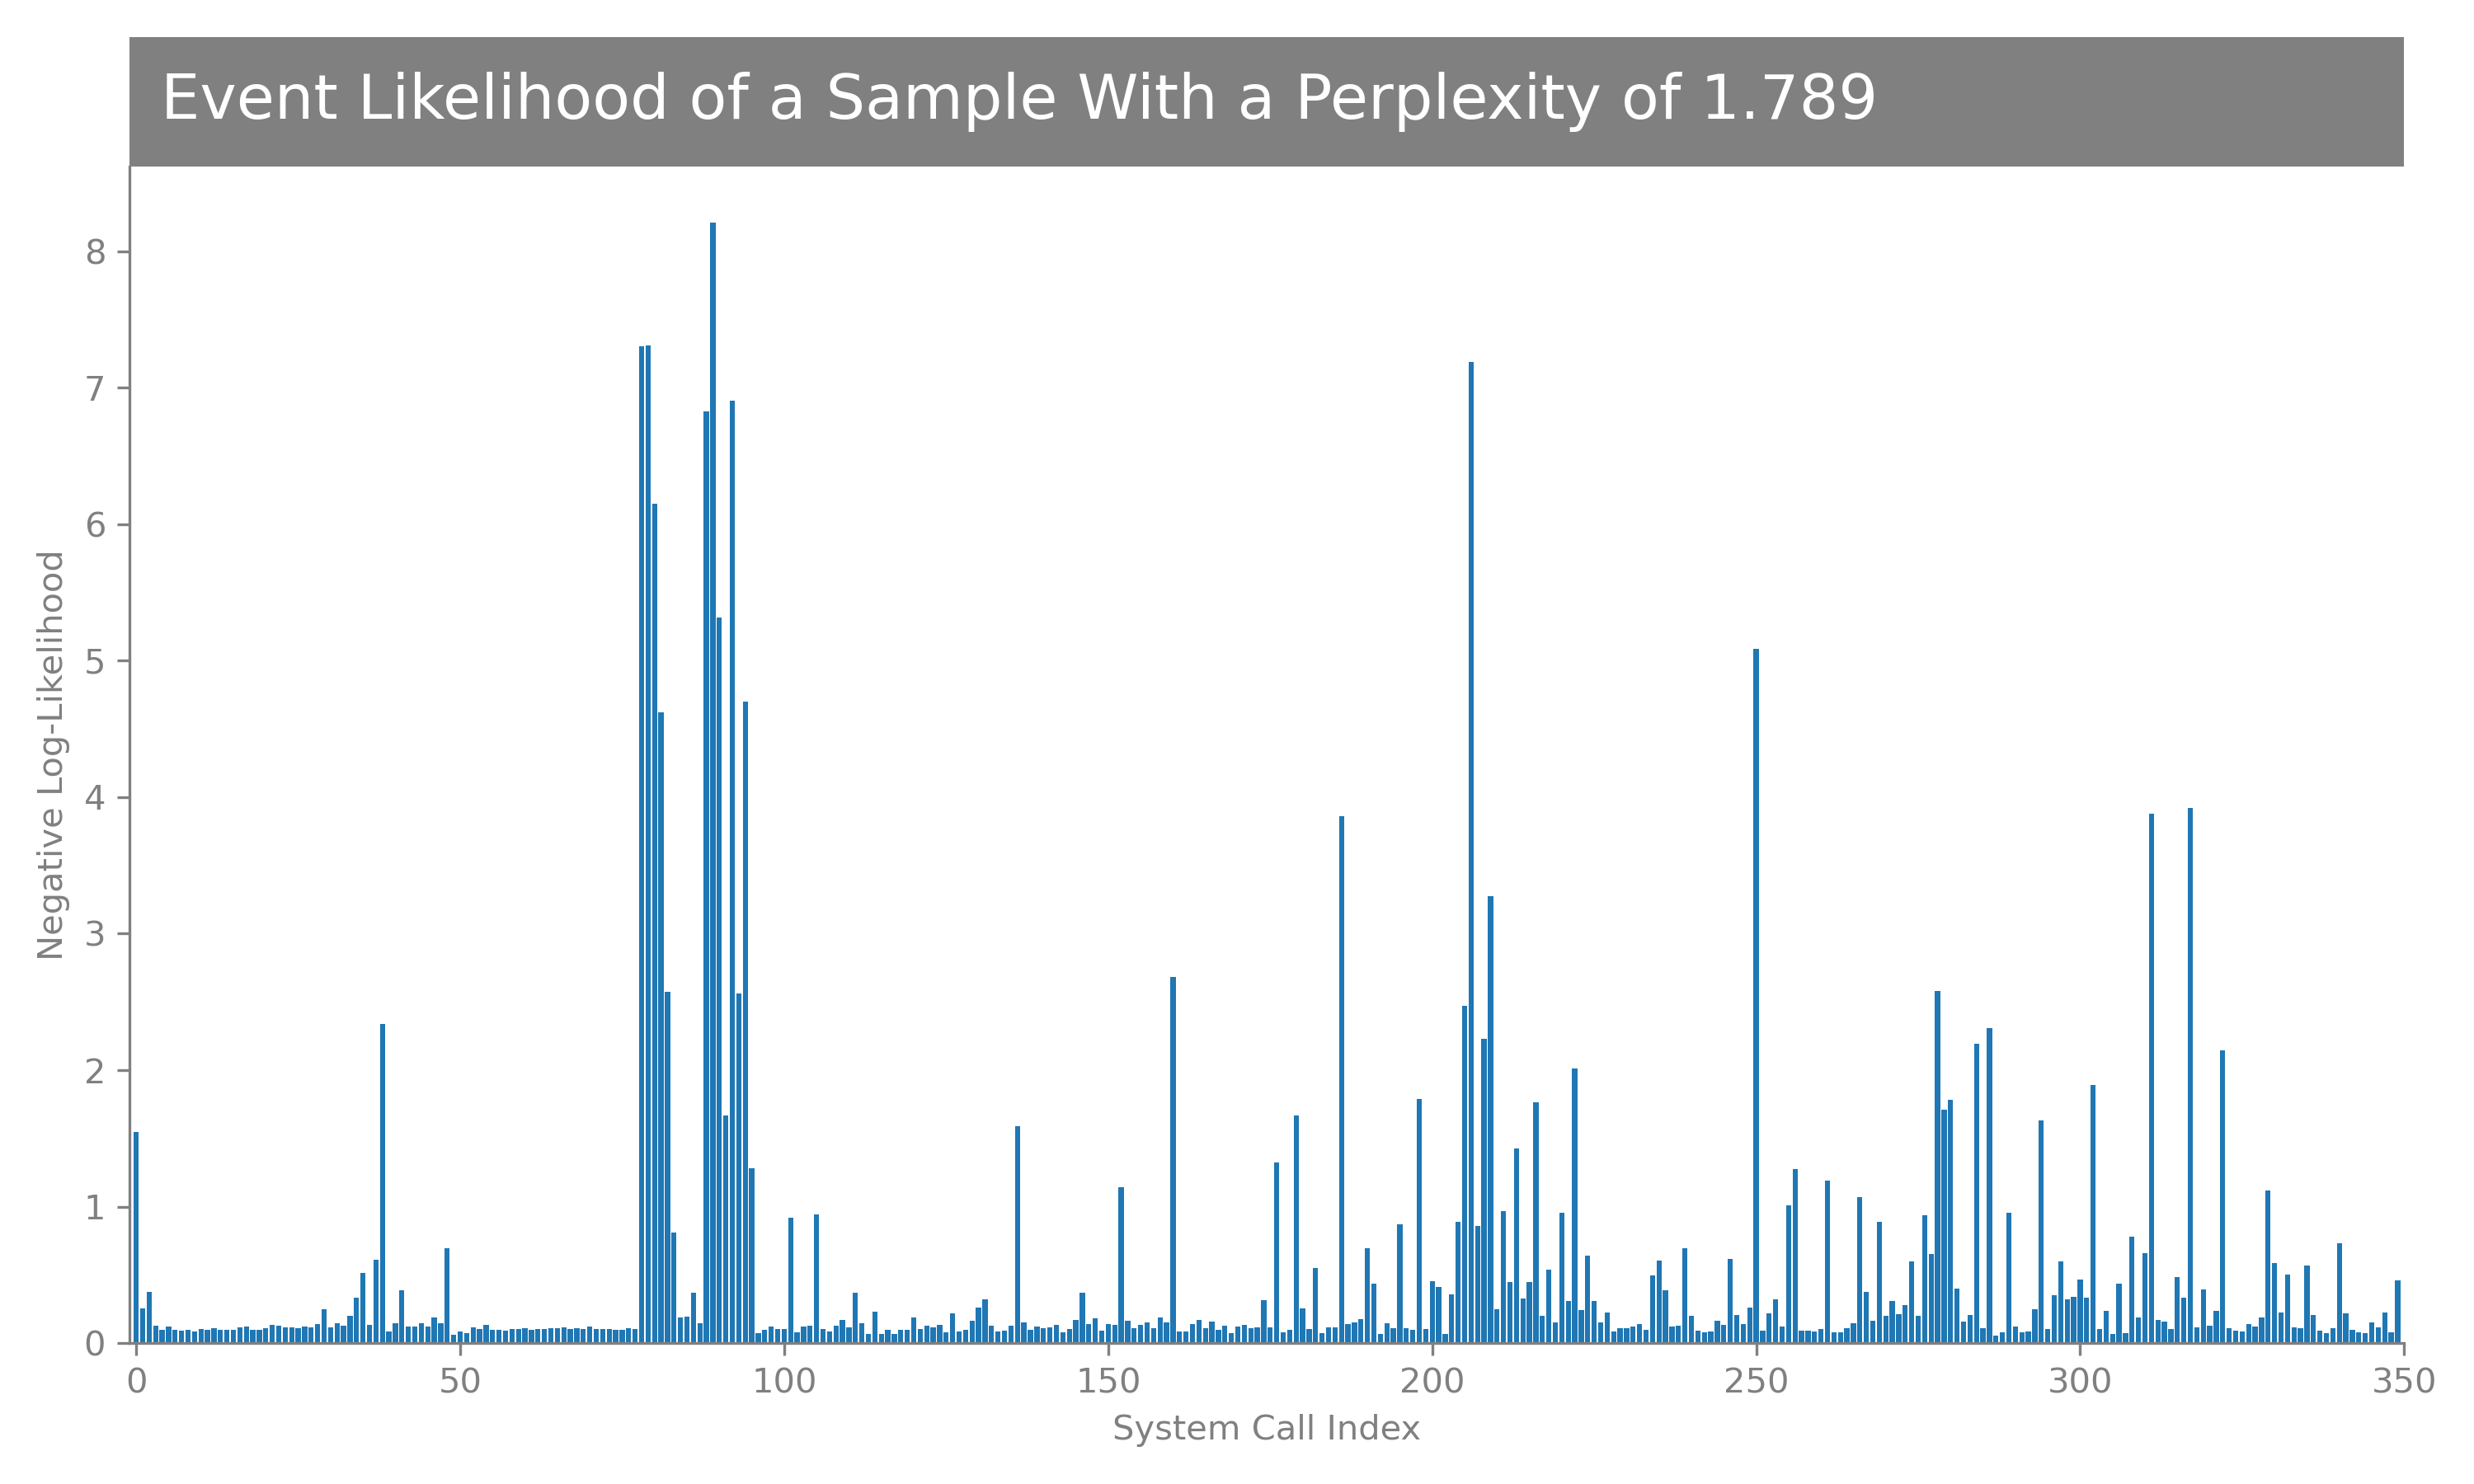 Event Likelihood of a Sample With a Perplexity of 1.789
8
7
6
5
4
3
2
1
0
Negative Log-Likelihood
0 50 100 150 200 250 300 350
System Call Index